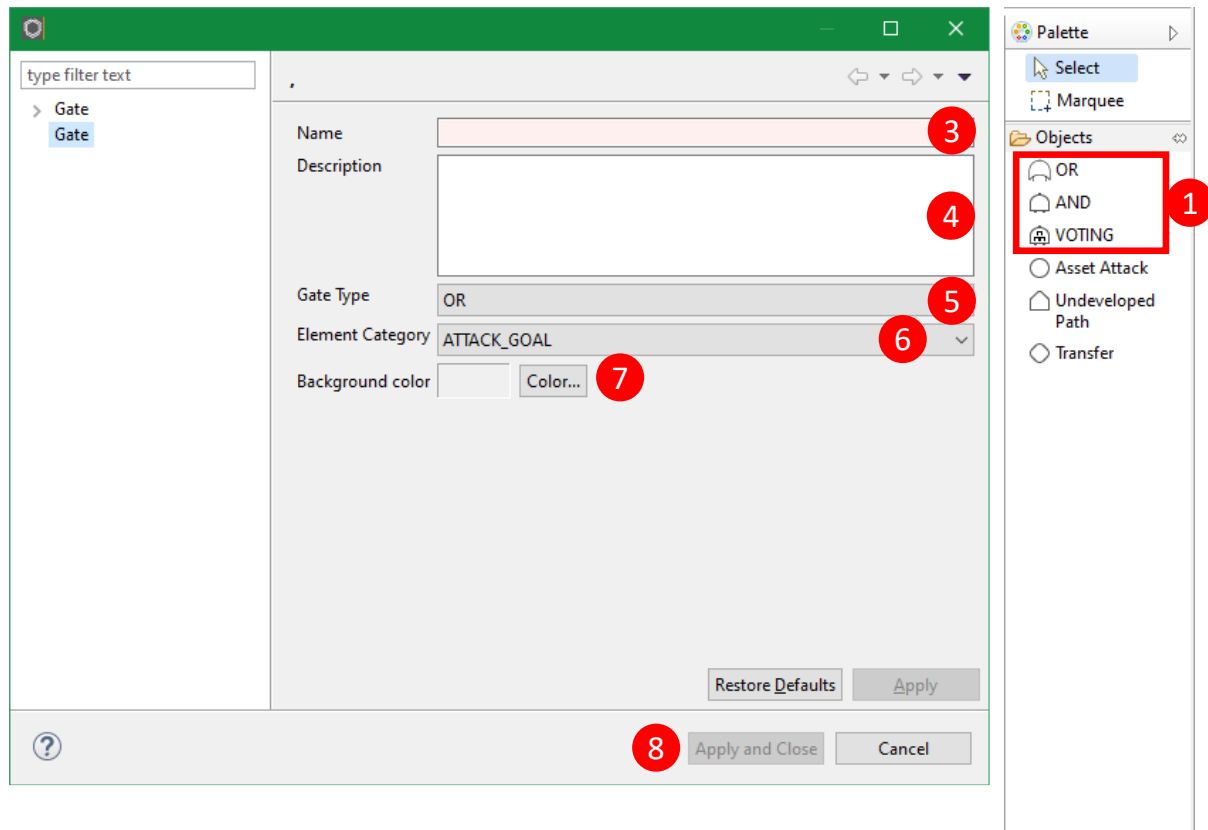 type filter text
Gate
Gate
,
Name
3
Description
4
Gate Type
OR
5
Element Category
ATTACK_GOAL
6
Background color
Color...
7
Restore Defaults
Apply
8
Apply and Close
Cancel
Palette
Select
Marquee
Objects
OR
AND
VOTING
1
Asset Attack
Undeveloped
Path
Transfer